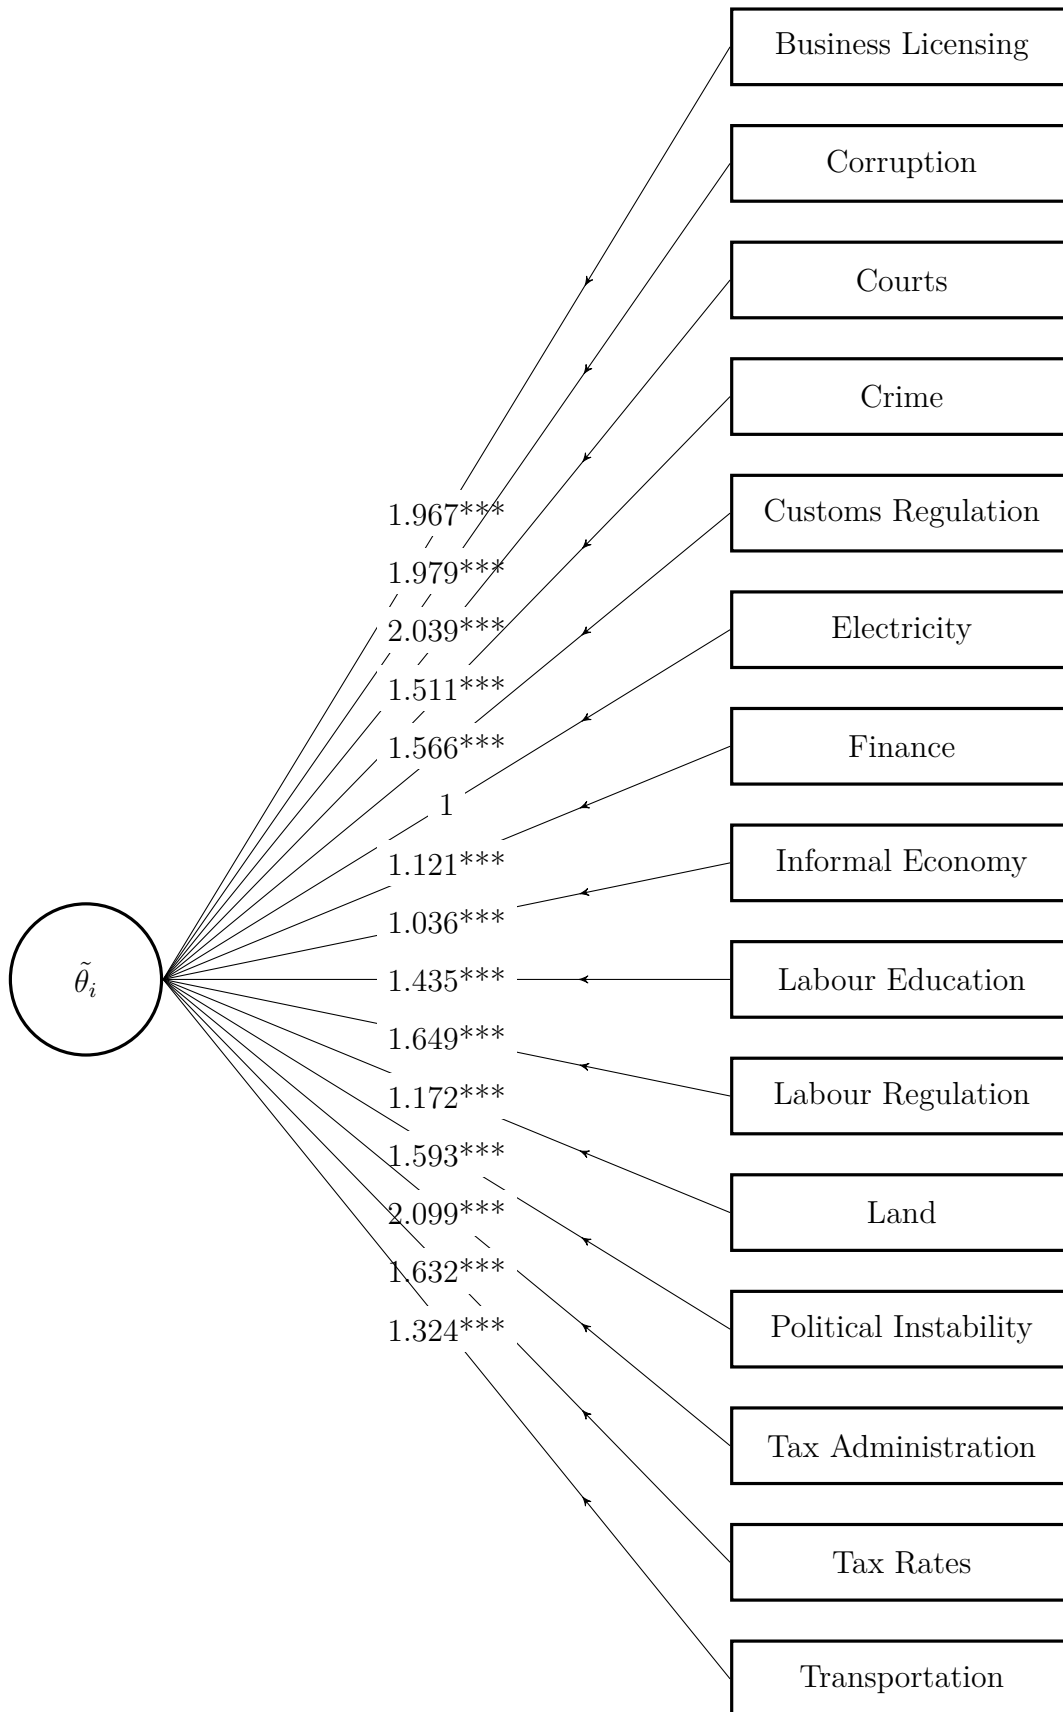 Business Licensing
Corruption
Courts
Crime
Customs Regulation
Electricity
Finance
Informal Economy
Labour Education
Labour Regulation
Land
Political Instability
Tax Administration
Tax Rates
Transportation
1.967***
1.979***
2.039***
1.511***
1.566***
1
1.121***
1.036***
1.435***
1.649***
1.172***
1.593***
2.099***
1.632***
1.324***
θ̃ᵢ